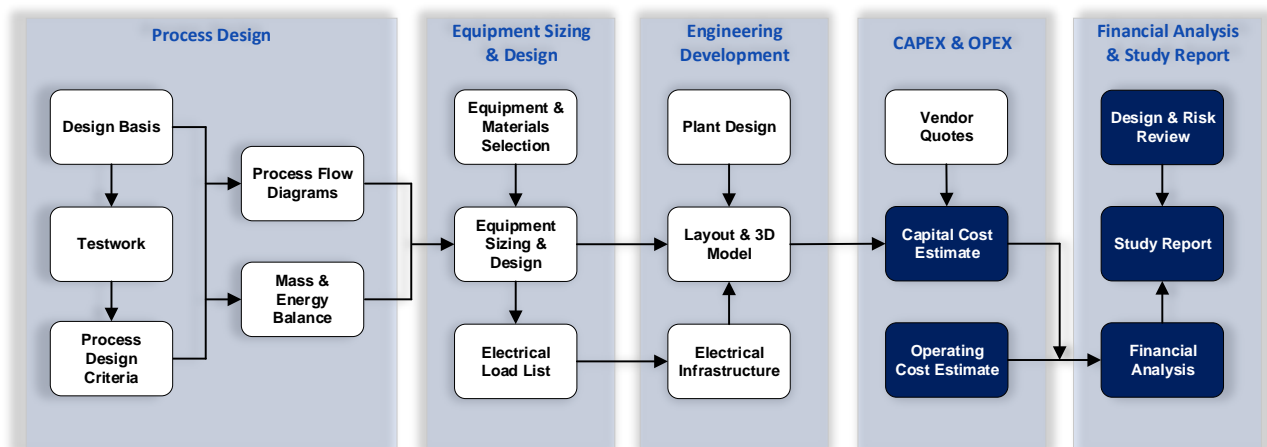 Process Design
Design Basis
Testwork
Process
Design
Criteria
Process Flow
Diagrams
Mass &
Energy
Balance
Equipment Sizing
& Design
Equipment &
Materials
Selection
Equipment
Sizing &
Design
Electrical
Load List
Engineering
Development
Plant Design
Layout & 3D
Model
Electrical
Infrastructure
CAPEX & OPEX
Vendor
Quotes
Capital Cost
Estimate
Operating
Cost Estimate
Financial Analysis
& Study Report
Design & Risk
Review
Study Report
Financial
Analysis